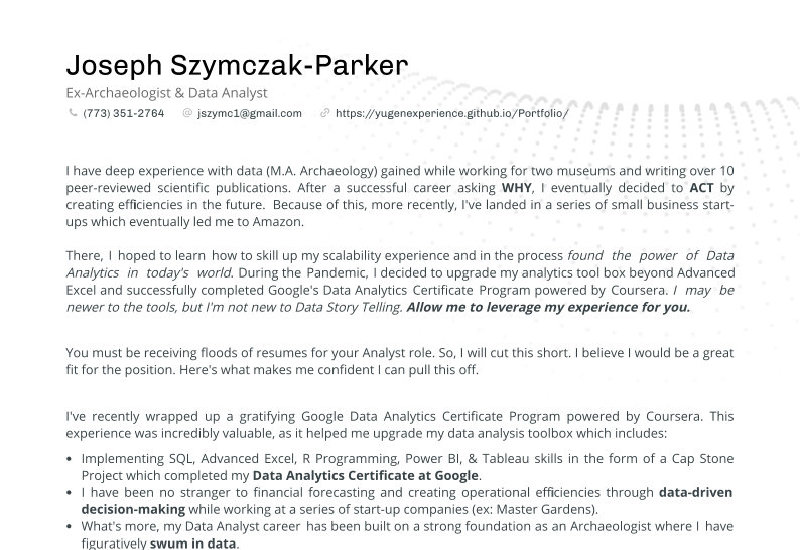 Joseph Szymczak-Parker
Ex-Archaeologist & Data Analyst
(773) 351-2764 @ jszymc1@gmail.com https://yugenexperience.github.io/Portfolio/
I have deep experience with data (M.A. Archaeology) gained while working for two museums and writing over 10
peer-reviewed scientific publications. After a successful career asking WHY, I eventually decided to ACT by
creating efficiencies in the future. Because of this, more recently, I've landed in a series of small business start-
ups which eventually led me to Amazon.
There, I hoped to learn how to skill up my scalability experience and in the process found the power of Data
Analytics in today's world. During the Pandemic, I decided to upgrade my analytics tool box beyond Advanced
Excel and successfully completed Google's Data Analytics Certificate Program powered by Coursera. I may be
newer to the tools, but I'm not new to Data Story Telling. Allow me to leverage my experience for you.
You must be receiving floods of resumes for your Analyst role. So, I will cut this short. I believe I would be a great
fit for the position. Here's what makes me confident I can pull this off.
I've recently wrapped up a gratifying Google Data Analytics Certificate Program powered by Coursera. This
experience was incredibly valuable, as it helped me upgrade my data analysis toolbox which includes:
• Implementing SQL, Advanced Excel, R Programming, Power BI, & Tableau skills in the form of a Cap Stone
Project which completed my Data Analytics Certificate at Google.
• I have been no stranger to financial forecasting and creating operational efficiencies through data-driven
decision-making while working at a series of start-up companies (ex: Master Gardens).
• What's more, my Data Analyst career has been built on a strong foundation as an Archaeologist where I have
figuratively swum in data.